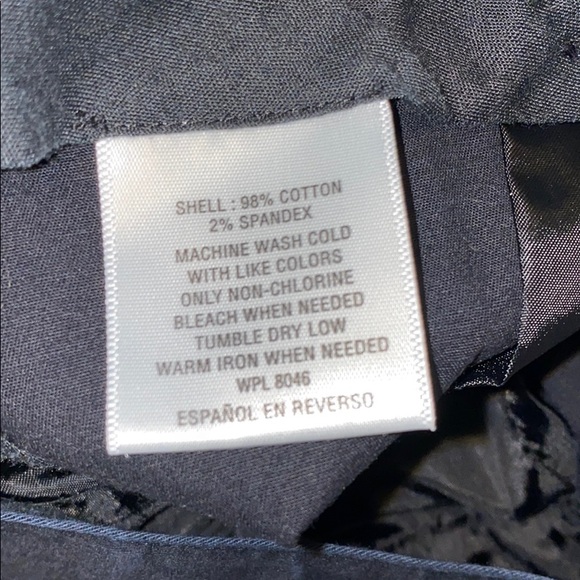 SHELL : 98% COTTON
2% SPANDEX
MACHINE WASH COLD
WITH LIKE COLORS
ONLY NON-CHLORINE
BLEACH WHEN NEEDED
TUMBLE DRY LOW
WARM IRON WHEN NEEDED
WPL 8046
ESPAÑOL EN REVERSO